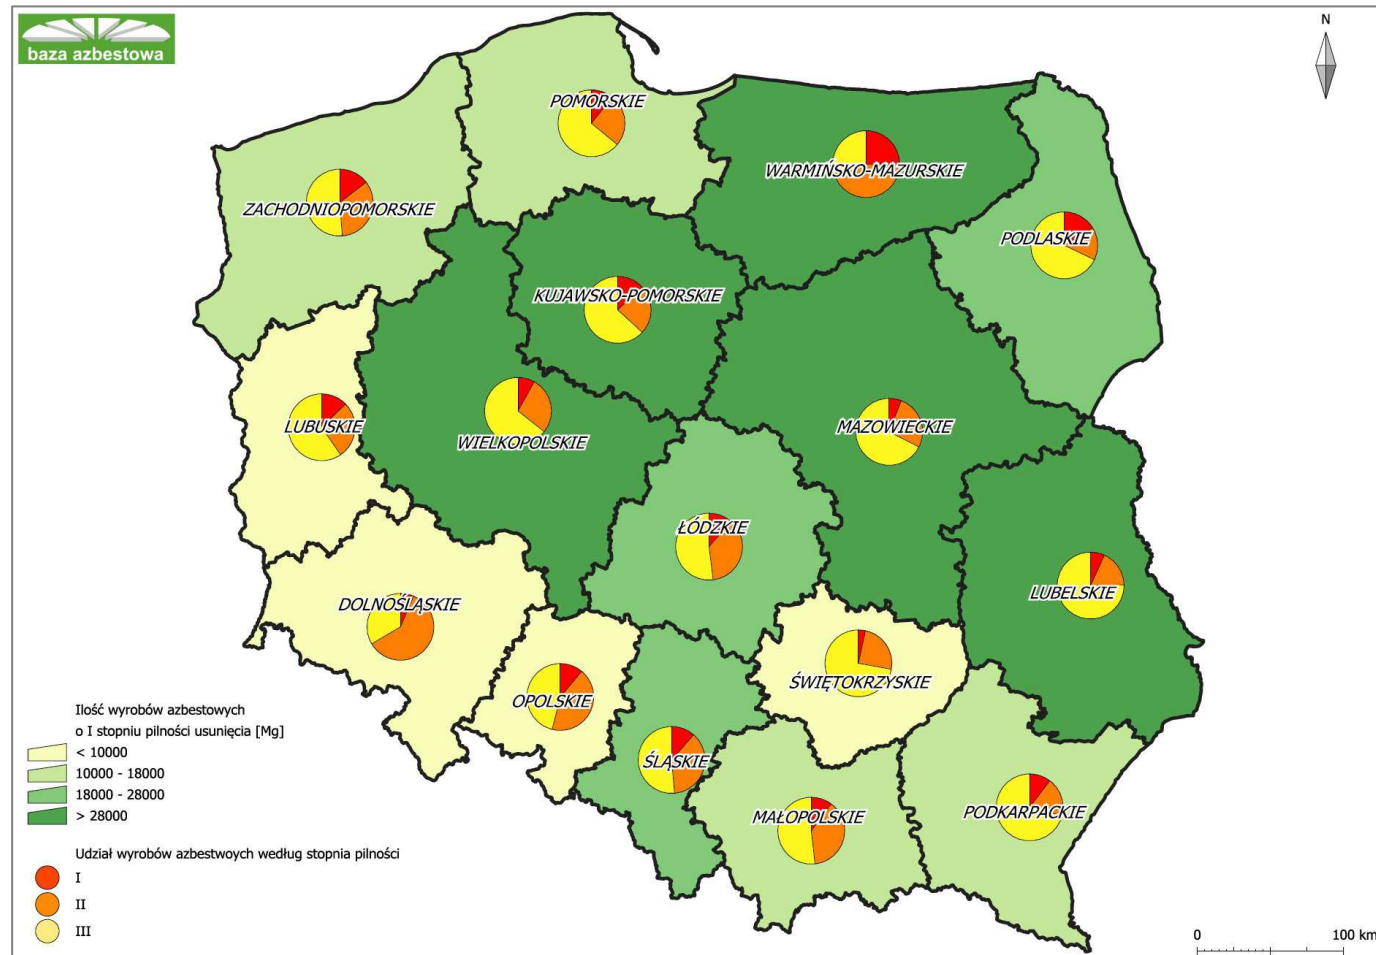 baza azbestowa
N
POMORSKIE
WARMIŃSKO-MAZURSKIE
ZACHODNIOPOMORSKIE
PODLASKIE
KUJAWSKO-POMORSKIE
LUBUSKIE
WIELKOPOLSKIE
MAZOWIECKIE
ŁÓDZKIE
LUBELSKIE
DOLNOŚLĄSKIE
ŚWIĘTOKRZYSKIE
OPOLSKIE
ŚLĄSKIE
MAŁOPOLSKIE
PODKARPACKIE
Ilość wyrobów azbestowych
o I stopniu pilności usunięcia [Mg]
< 10000
10000 - 18000
18000 - 28000
> 28000
Udział wyrobów azbestwoych według stopnia pilności
I
II
III
0 100 km